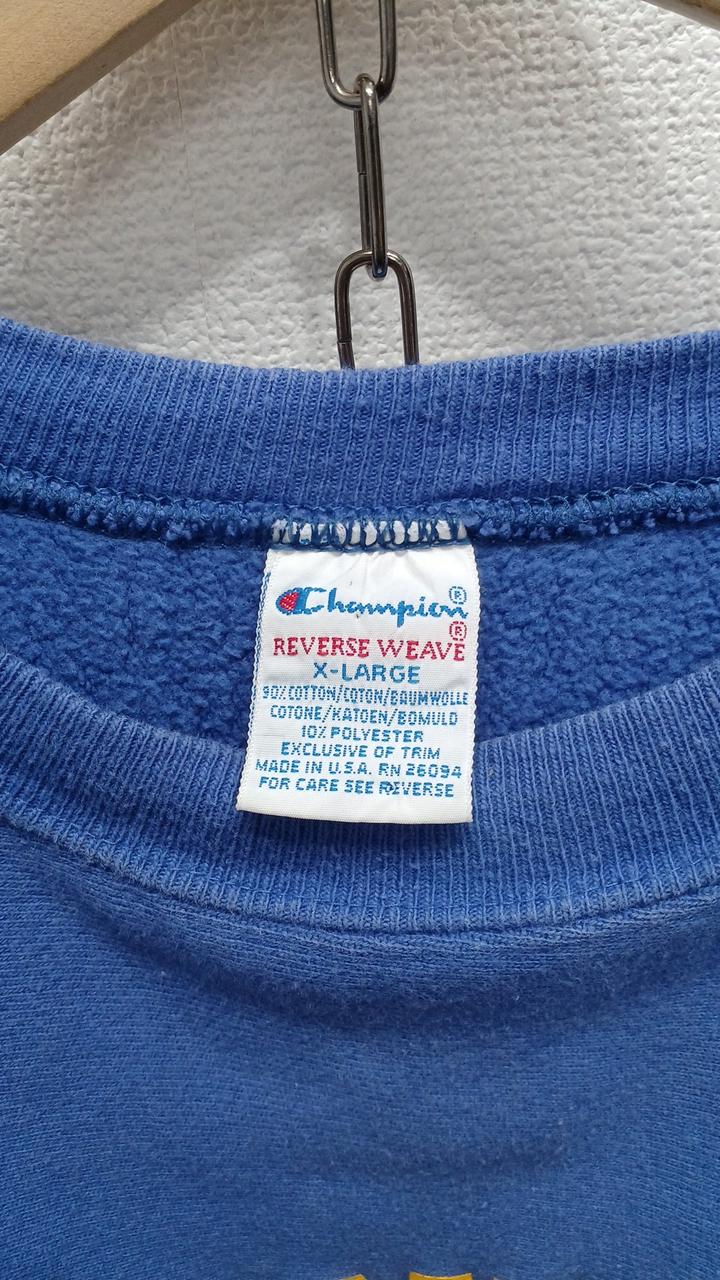 Champion®
®
REVERSE WEAVE
X-LARGE
90% COTTON/COTON/BAUMWOLLE
COTONE/KATOEN/BOMULD
10% POLYESTER
EXCLUSIVE OF TRIM
MADE IN U.S.A. RN 26094
FOR CARE SEE REVERSE